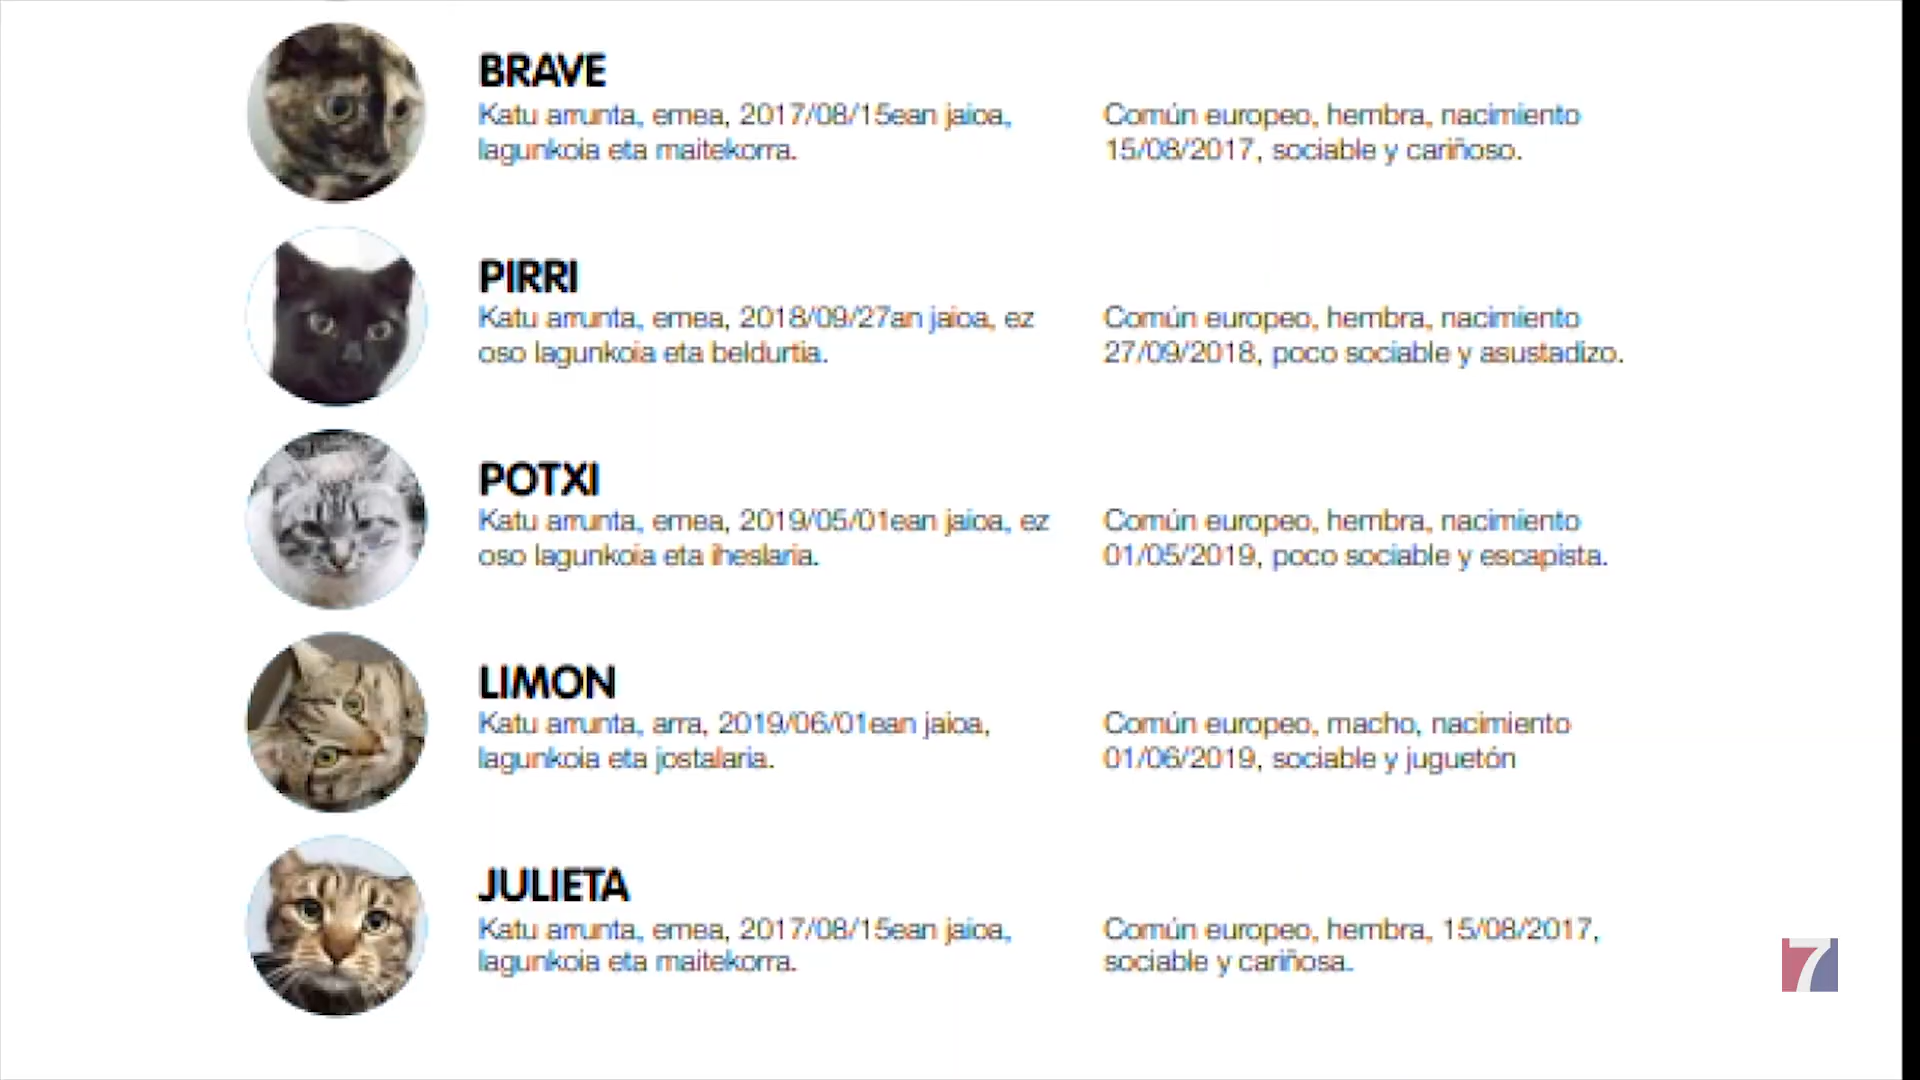 BRAVE
Katu arrunta, emea, 2017/08/15ean jaioa,
lagunkoia eta maitekorra.
Común europeo, hembra, nacimiento
15/08/2017, sociable y cariñoso.
PIRRI
Katu arrunta, emea, 2018/09/27an jaioa, ez
oso lagunkoia eta beldurtia.
Común europeo, hembra, nacimiento
27/09/2018, poco sociable y asustadizo.
POTXI
Katu arrunta, emea, 2019/05/01ean jaioa, ez
oso lagunkoia eta iheslaria.
Común europeo, hembra, nacimiento
01/05/2019, poco sociable y escapista.
LIMON
Katu arrunta, arra, 2019/06/01ean jaioa,
lagunkoia eta jostalaria.
Común europeo, macho, nacimiento
01/06/2019, sociable y juguetón
JULIETA
Katu arrunta, emea, 2017/08/15ean jaioa,
lagunkoia eta maitekorra.
Común europeo, hembra, 15/08/2017,
sociable y cariñosa.
7